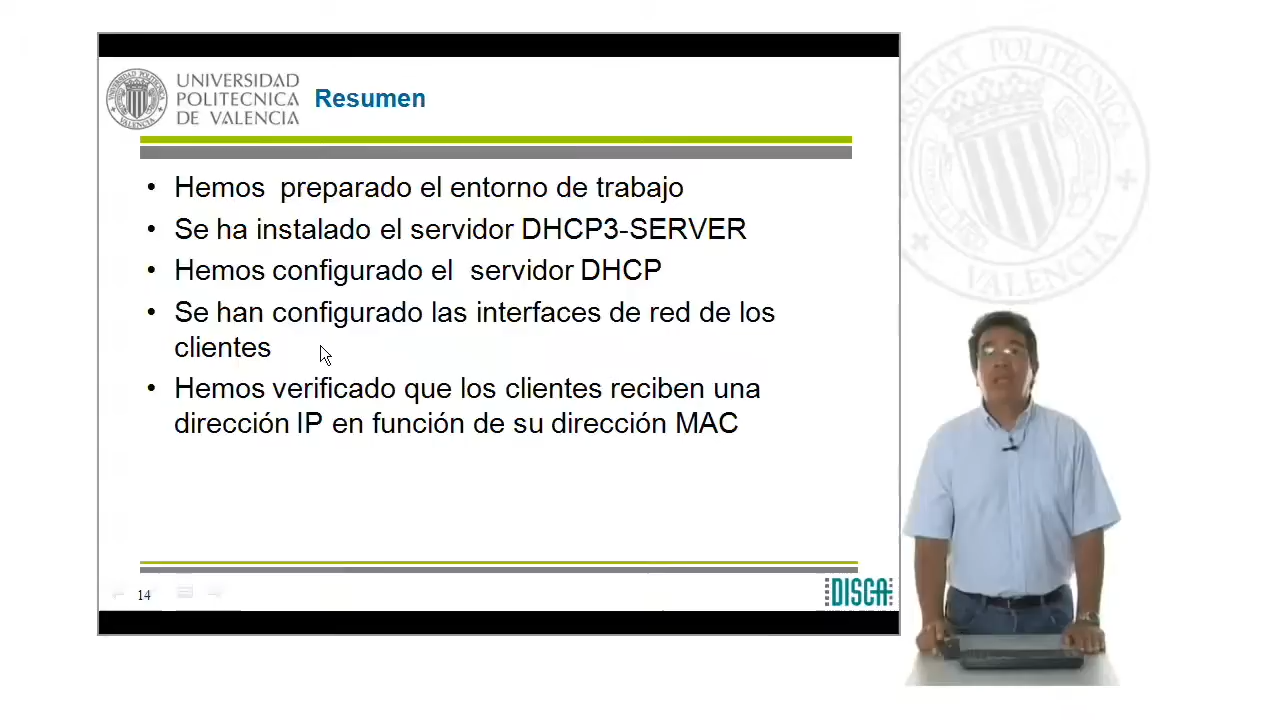 UNIVERSIDAD
POLITECNICA
DE VALENCIA
Resumen
• Hemos  preparado el entorno de trabajo
• Se ha instalado el servidor DHCP3-SERVER
• Hemos configurado el  servidor DHCP
• Se han configurado las interfaces de red de los
clientes
• Hemos verificado que los clientes reciben una
dirección IP en función de su dirección MAC
14
DISCA
POLITECNICA
VALENCIA